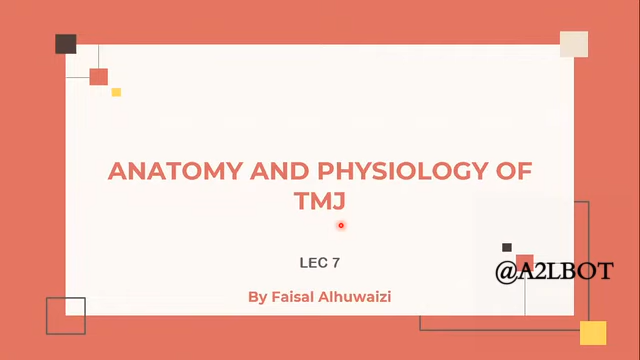 ANATOMY AND PHYSIOLOGY OF
TMJ
LEC 7
@A2LBOT
By Faisal Alhuwaizi